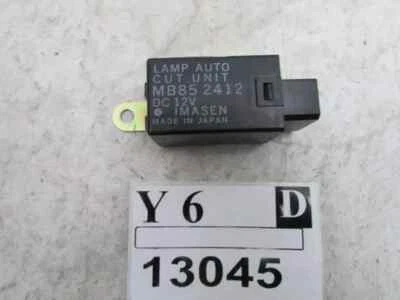 LAMP AUTO
CUT UNIT
MB85 2412
DC 12V
IMASEN
MADE IN JAPAN
Y 6 D
13045